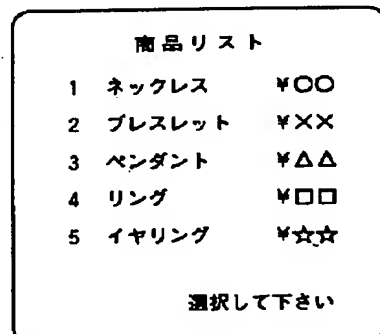 商品リスト
1 ネックレス ¥○○
2 ブレスレット ¥××
3 ペンダント ¥△△
4 リング ¥□□
5 イヤリング ¥☆☆
選択して下さい